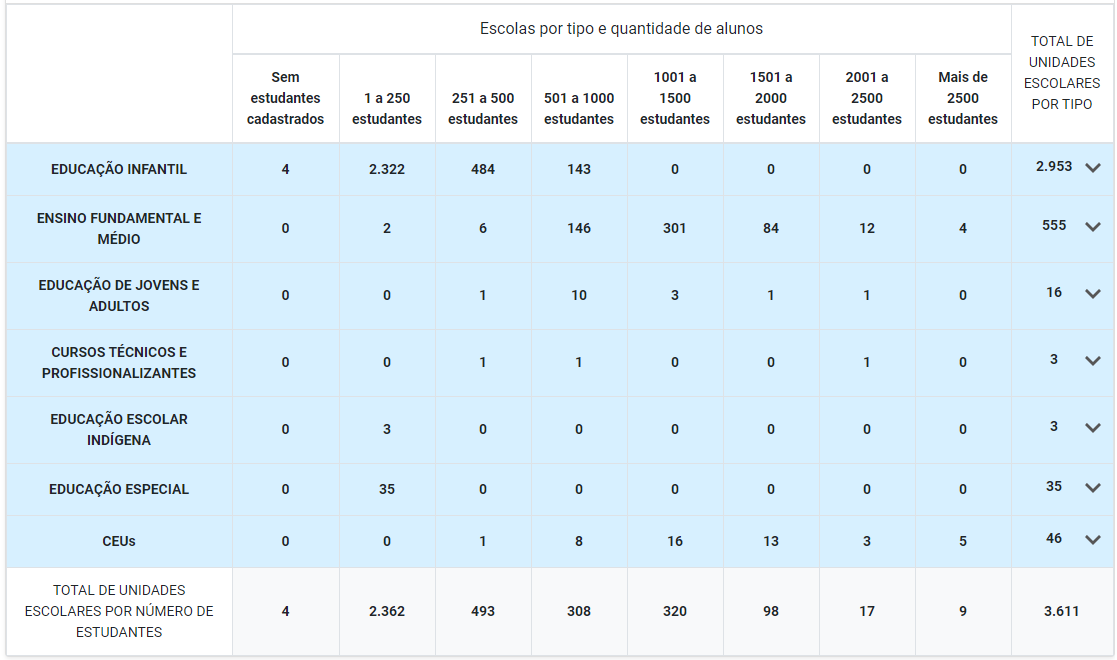 Escolas por tipo e quantidade de alunos
TOTAL DE
UNIDADES
ESCOLARES
POR TIPO
Sem
estudantes
cadastrados
1 a 250
estudantes
251 a 500
estudantes
501 a 1000
estudantes
1001 a
1500
estudantes
1501 a
2000
estudantes
2001 a
2500
estudantes
Mais de
2500
estudantes
EDUCAÇÃO INFANTIL 4 2.322 484 143 0 0 0 0 2.953
ENSINO FUNDAMENTAL E
MÉDIO
0 2 6 146 301 84 12 4 555
EDUCAÇÃO DE JOVENS E
ADULTOS
0 0 1 10 3 1 1 0 16
CURSOS TÉCNICOS E
PROFISSIONALIZANTES
0 0 1 1 0 0 1 0 3
EDUCAÇÃO ESCOLAR
INDÍGENA
0 3 0 0 0 0 0 0 3
EDUCAÇÃO ESPECIAL 0 35 0 0 0 0 0 0 35
CEUs 0 0 1 8 16 13 3 5 46
TOTAL DE UNIDADES
ESCOLARES POR NÚMERO DE
ESTUDANTES
4 2.362 493 308 320 98 17 9 3.611